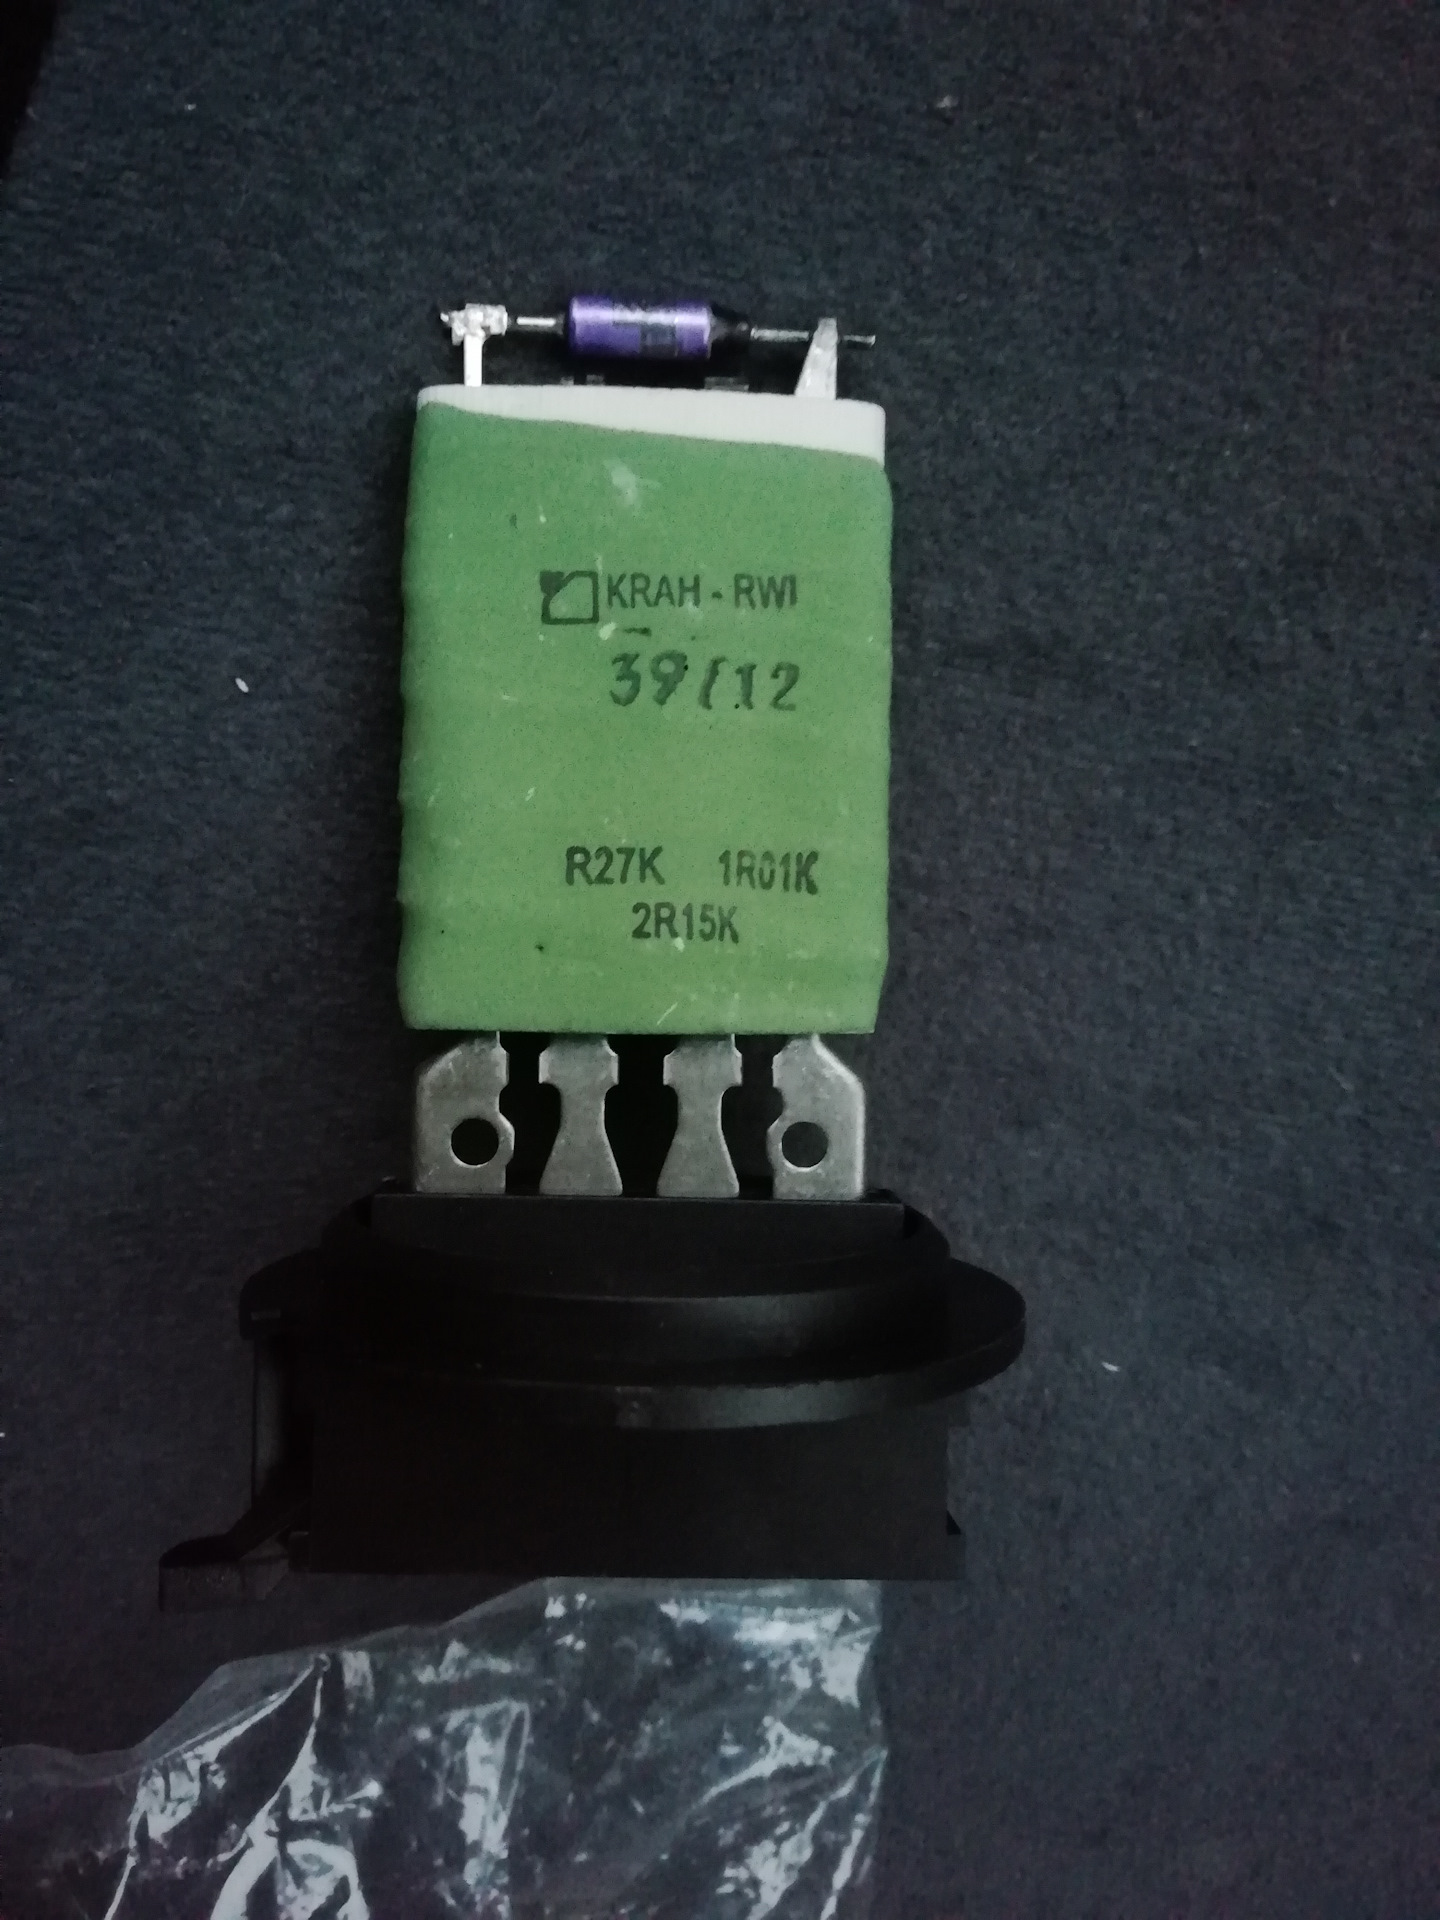 KRAH - RWI
39/12
R27K 1R01K
2R15K